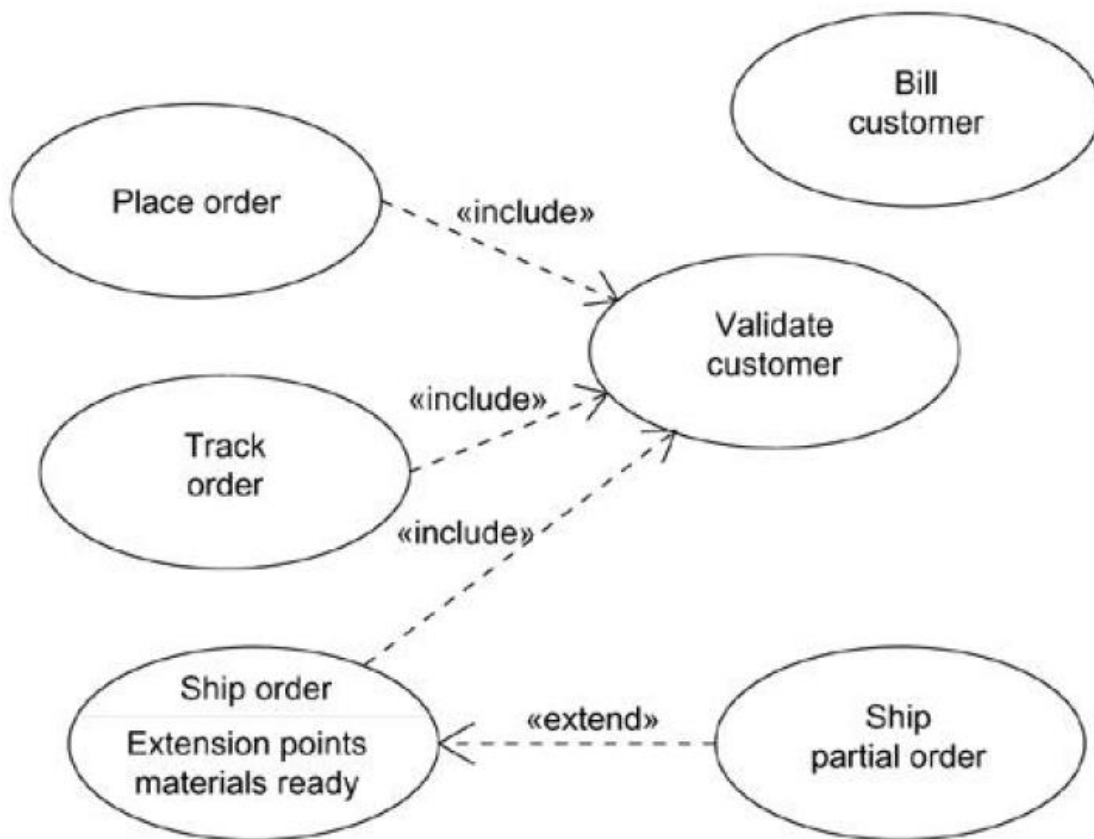 Bill
customer
Place order
«include»
Validate
customer
«include»
Track
order
«include»
Ship order
Extension points
materials ready
«extend»
Ship
partial order